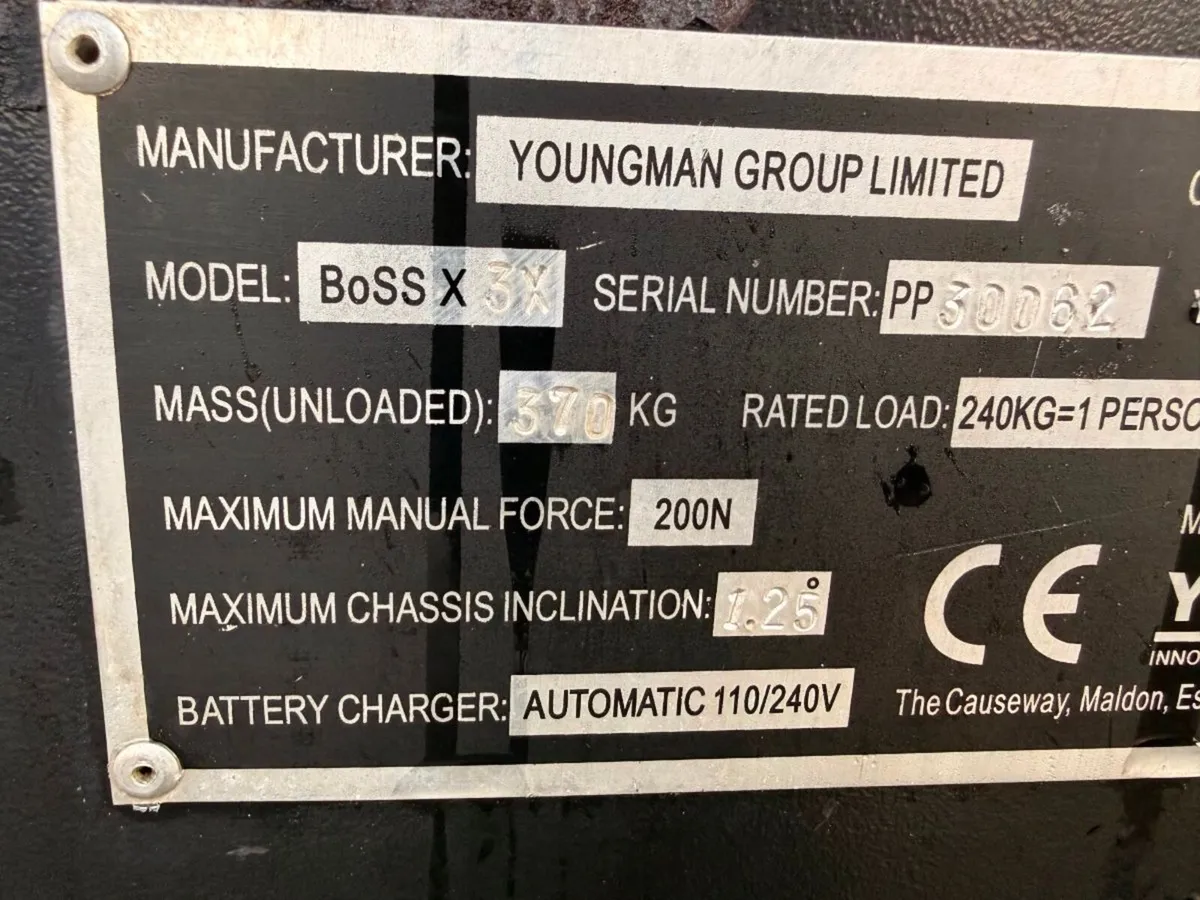 MANUFACTURER: YOUNGMAN GROUP LIMITED
MODEL: BoSS X 3X SERIAL NUMBER: PP 30062
MASS(UNLOADED): 370 KG RATED LOAD: 240KG=1 PERSO
MAXIMUM MANUAL FORCE: 200N
MAXIMUM CHASSIS INCLINATION: 1.25°
CE
INNO
BATTERY CHARGER: AUTOMATIC 110/240V
The Causeway, Maldon, Es